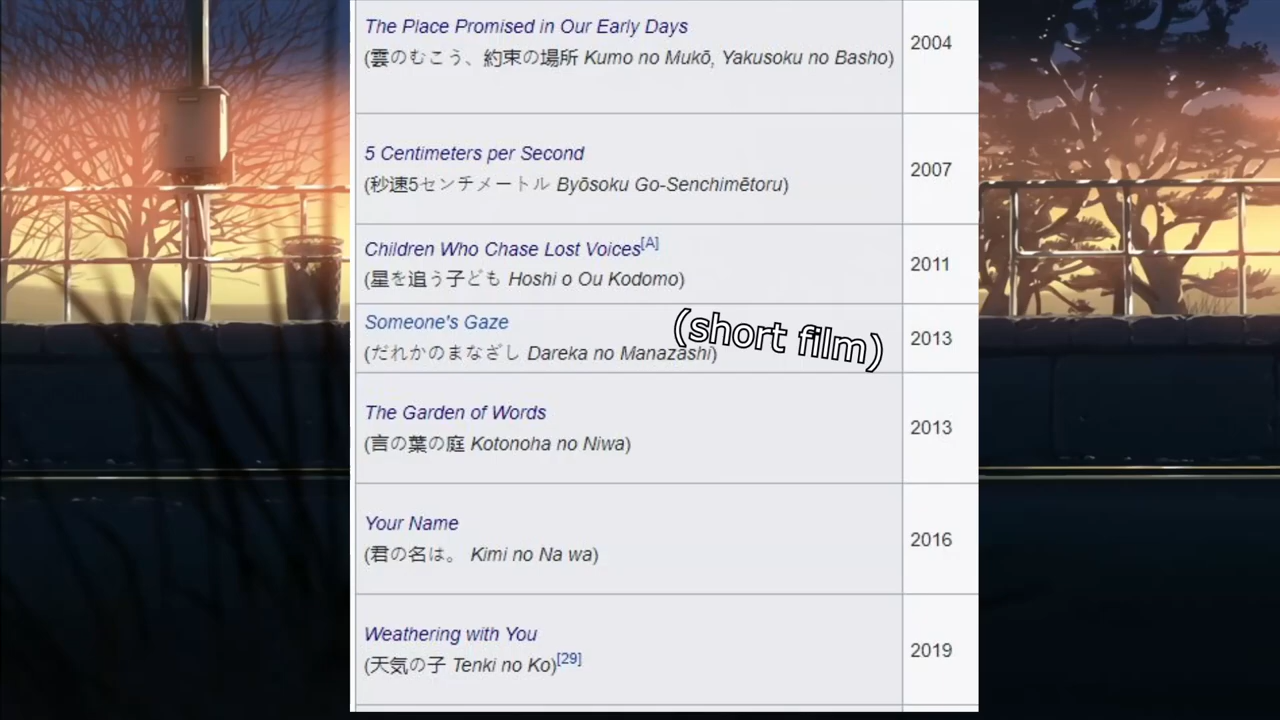 The Place Promised in Our Early Days
(雲のむこう、約束の場所 Kumo no Mukō, Yakusoku no Basho)
2004
5 Centimeters per Second
(秒速5センチメートル Byōsoku Go-Senchimētoru)
2007
Children Who Chase Lost Voices[A]
(星を追う子ども Hoshi o Ou Kodomo)
2011
Someone's Gaze
(だれかのまなざし Dareka no Manazashi)
(short film)
2013
The Garden of Words
(言の葉の庭 Kotonoha no Niwa)
2013
Your Name
(君の名は。 Kimi no Na wa)
2016
Weathering with You
(天気の子 Tenki no Ko)[29]
2019